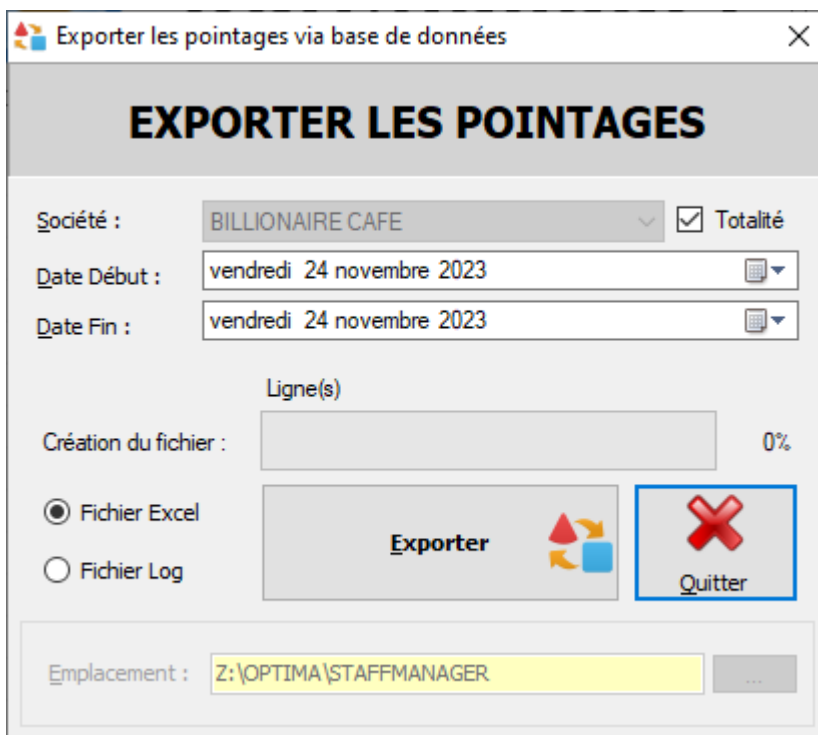 Exporter les pointages via base de données
EXPORTER LES POINTAGES
Société : BILLIONAIRE CAFE Totalité
Date Début : vendredi 24 novembre 2023
Date Fin : vendredi 24 novembre 2023
Ligne(s)
Création du fichier : 0%
Fichier Excel
Exporter
Fichier Log
Quitter
Emplacement : Z:\OPTIMA\STAFFMANAGER ...